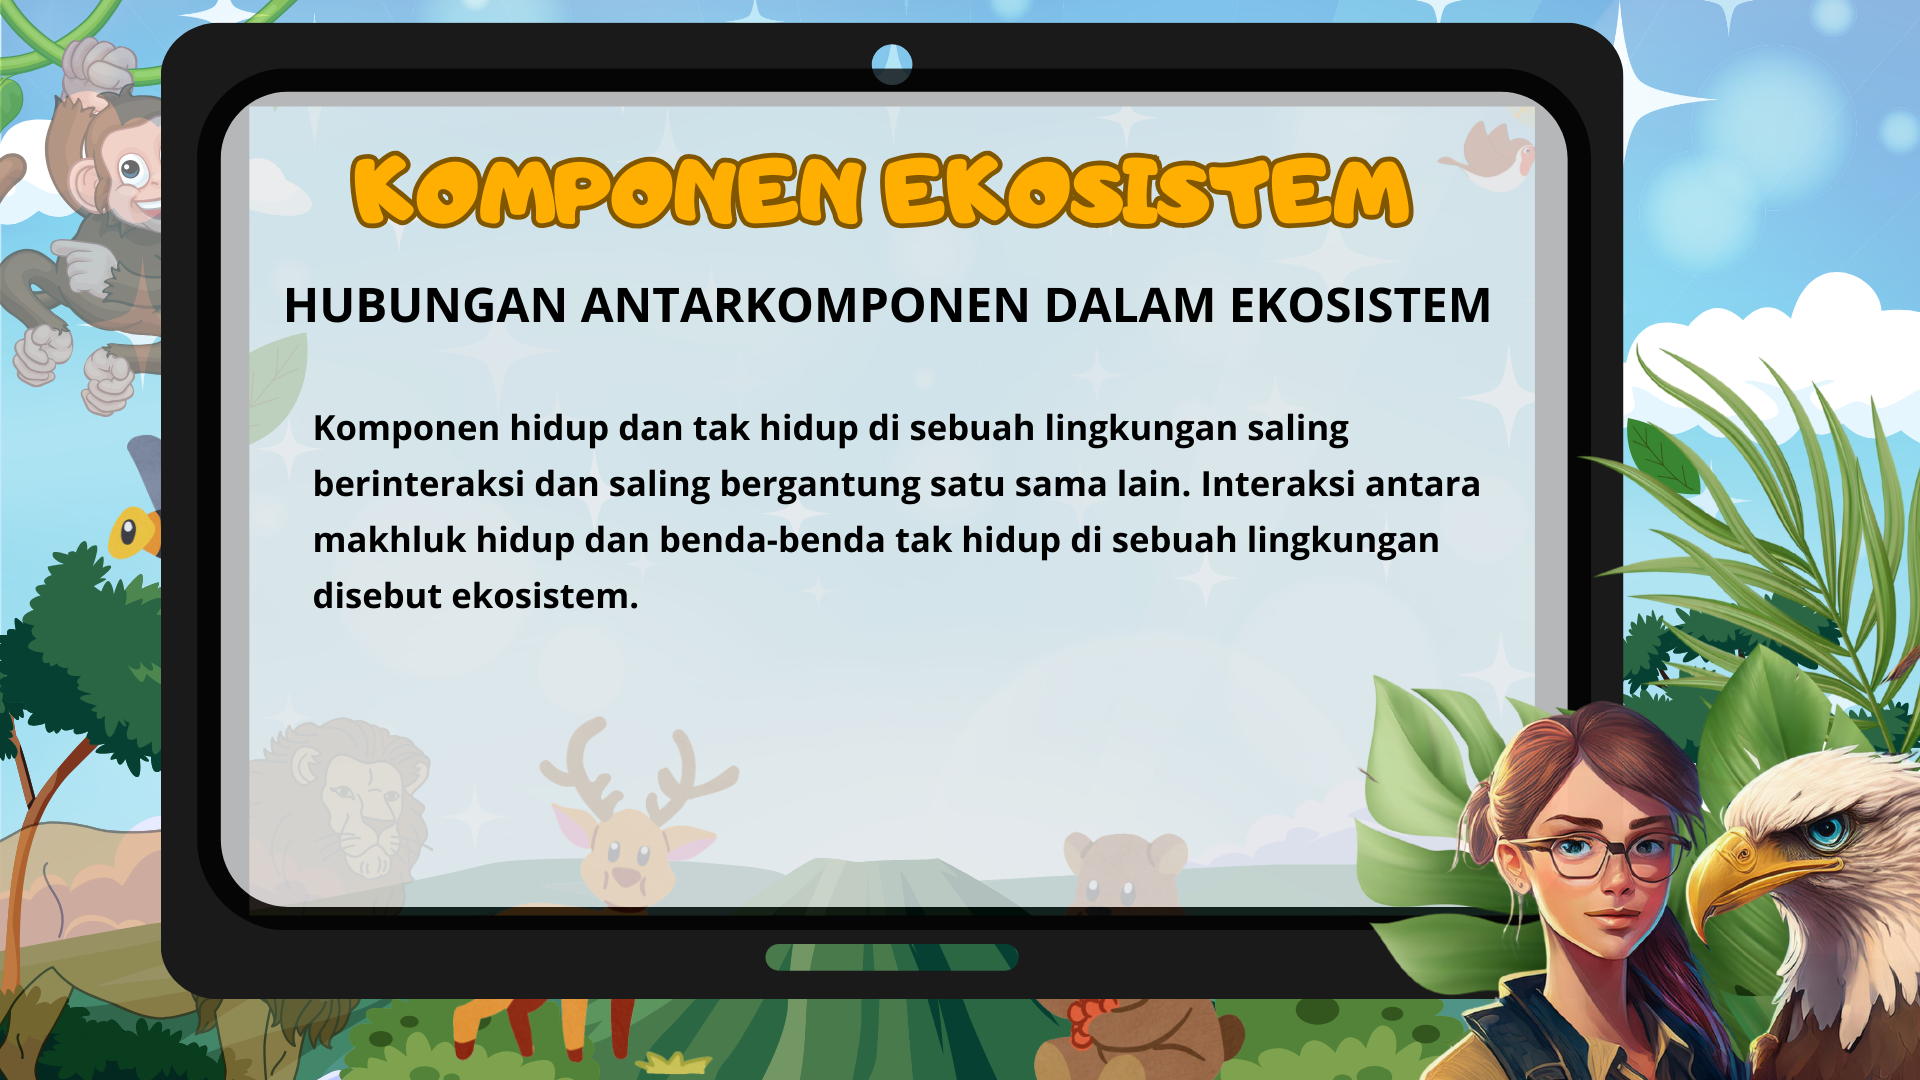 KOMPONEN EKOSISTEM
HUBUNGAN ANTARKOMPONEN DALAM EKOSISTEM
Komponen hidup dan tak hidup di sebuah lingkungan saling
berinteraksi dan saling bergantung satu sama lain. Interaksi antara
makhluk hidup dan benda-benda tak hidup di sebuah lingkungan
disebut ekosistem.